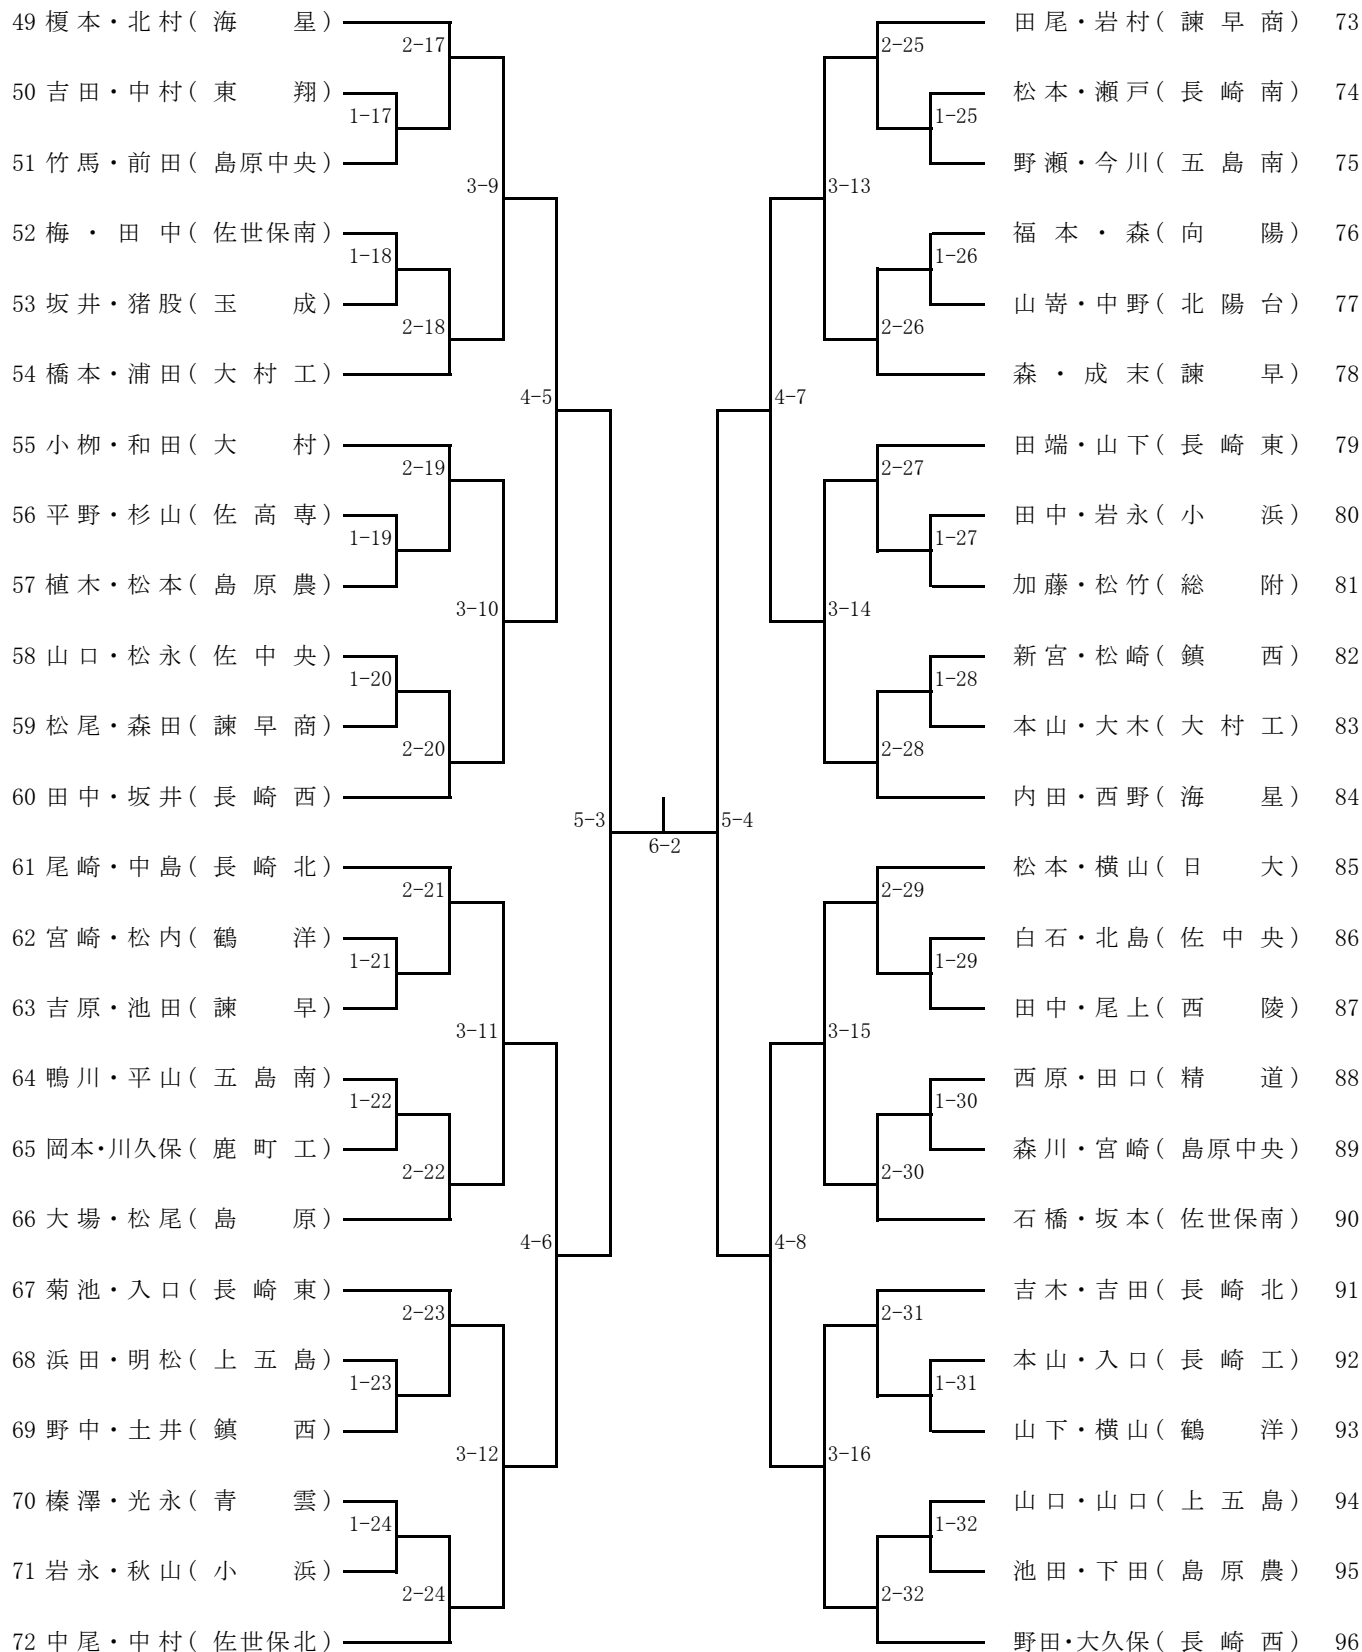 49 榎本・北村( 海 星 )
2-17
50 吉田・中村( 東 翔 )
1-17
51 竹馬・前田( 島原中央 )
3-9
52 梅・田中( 佐世保南 )
1-18
53 坂井・猪股( 玉 成 )
2-18
54 橋本・浦田( 大村工 )
4-5
55 小栁・和田( 大 村 )
2-19
56 平野・杉山( 佐高専 )
1-19
57 植木・松本( 島原農 )
3-10
58 山口・松永( 佐中央 )
1-20
59 松尾・森田( 諫早商 )
2-20
60 田中・坂井( 長崎西 )
5-3
61 尾崎・中島( 長崎北 )
2-21
62 宮崎・松内( 鶴 洋 )
1-21
63 吉原・池田( 諫 早 )
3-11
64 鴨川・平山( 五島南 )
1-22
65 岡本・川久保( 鹿町工 )
2-22
66 大場・松尾( 島 原 )
4-6
67 菊池・入口( 長崎東 )
2-23
68 浜田・明松( 上五島 )
1-23
69 野中・土井( 鎮 西 )
3-12
70 榛澤・光永( 青 雲 )
1-24
71 岩永・秋山( 小 浜 )
2-24
72 中尾・中村( 佐世保北 )
6-2
田尾・岩村( 諫早商 ) 73
2-25
松本・瀬戸( 長崎南 ) 74
1-25
野瀬・今川( 五島南 ) 75
3-13
福本・森( 向 陽 ) 76
1-26
山嵜・中野( 北陽台 ) 77
2-26
森・成末( 諫 早 ) 78
4-7
田端・山下( 長崎東 ) 79
2-27
田中・岩永( 小 浜 ) 80
1-27
加藤・松竹( 総 附 ) 81
3-14
新宮・松崎( 鎮 西 ) 82
1-28
本山・大木( 大村工 ) 83
2-28
内田・西野( 海 星 ) 84
5-4
松本・横山( 日 大 ) 85
2-29
白石・北島( 佐中央 ) 86
1-29
田中・尾上( 西 陵 ) 87
3-15
西原・田口( 精 道 ) 88
1-30
森川・宮崎( 島原中央 ) 89
2-30
石橋・坂本( 佐世保南 ) 90
4-8
吉木・吉田( 長崎北 ) 91
2-31
本山・入口( 長崎工 ) 92
1-31
山下・横山( 鶴 洋 ) 93
3-16
山口・山口( 上五島 ) 94
1-32
池田・下田( 島原農 ) 95
2-32
野田・大久保( 長崎西 ) 96